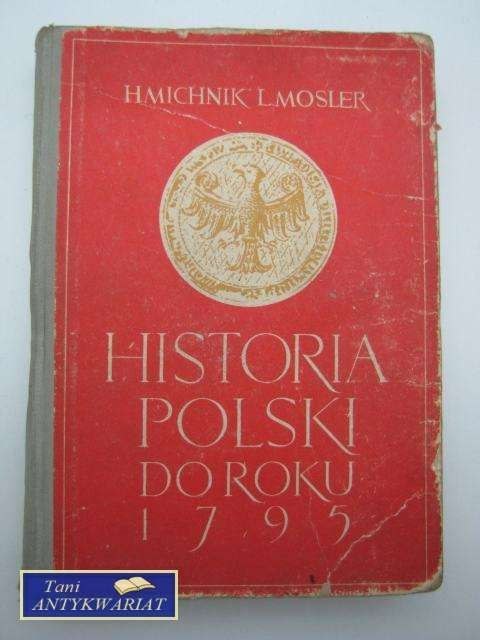 H.MICHNIK L.MOSLER
HISTORIA
POLSKI
DO ROKU
1795
Tani
ANTYKWARIAT